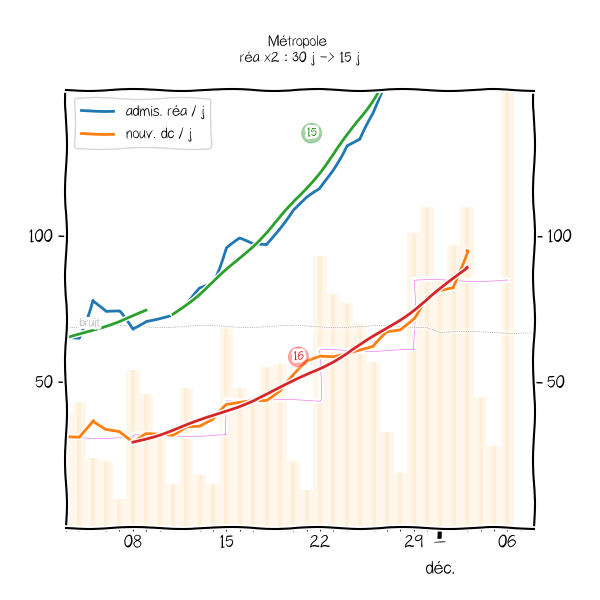 Métropole
réa x2 : 30 j -> 15 j
admis. réa / j
nouv. dc / j
15
100
100
bruit
16
50
50
08
15
22
29
06
déc.